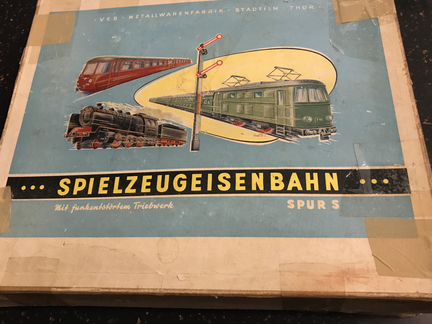 · VEB · METALLWARENFABRIK · STADTILM THÜR ·
SPIELZEUGEISENBAHN
Mit funkentstörtem Triebwerk
SPUR S